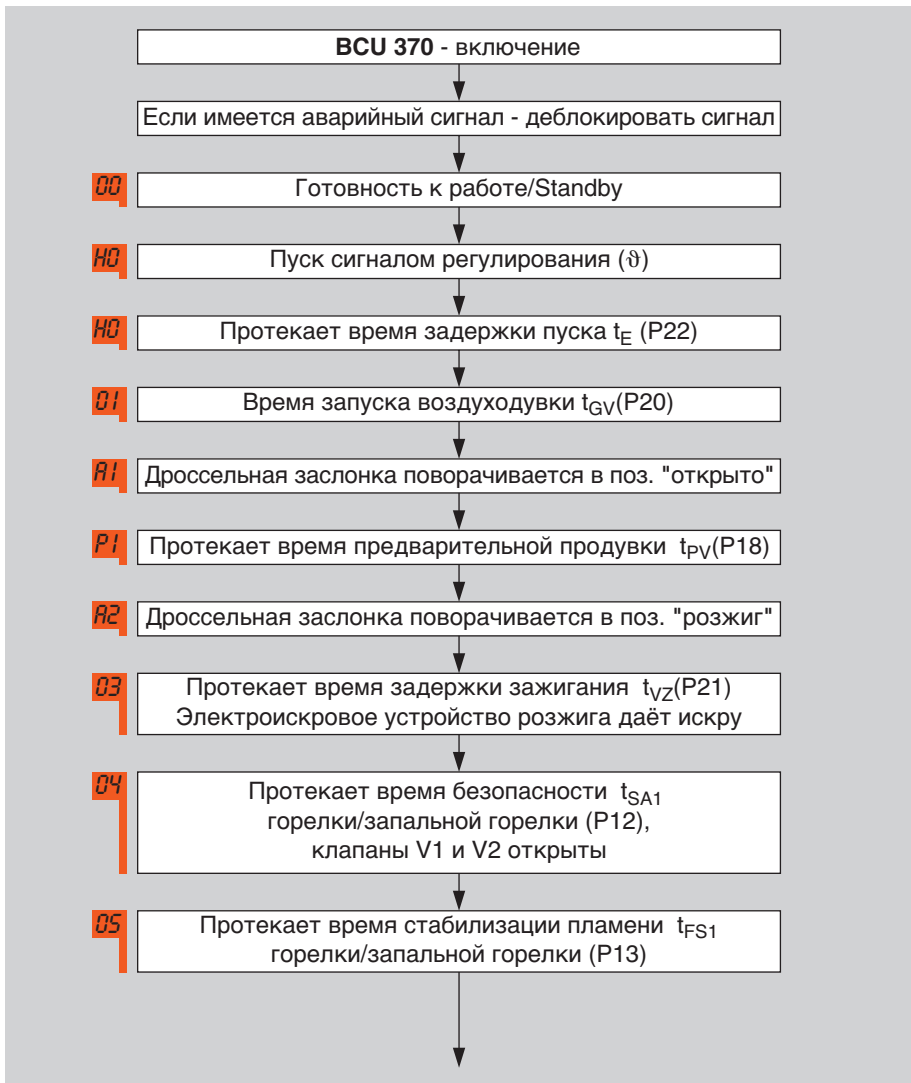 BCU 370 - включение
Если имеется аварийный сигнал - деблокировать сигнал
00 Готовность к работе/Standby
H0 Пуск сигналом регулирования (ϑ)
H0 Протекает время задержки пуска tE (P22)
01 Время запуска воздуходувки tGV(P20)
A1 Дроссельная заслонка поворачивается в поз. "открыто"
P1 Протекает время предварительной продувки tPV(P18)
A2 Дроссельная заслонка поворачивается в поз. "розжиг"
03 Протекает время задержки зажигания tVZ(P21)
Электроискровое устройство розжига даёт искру
04 Протекает время безопасности tSA1
горелки/запальной горелки (P12),
клапаны V1 и V2 открыты
05 Протекает время стабилизации пламени tFS1
горелки/запальной горелки (P13)